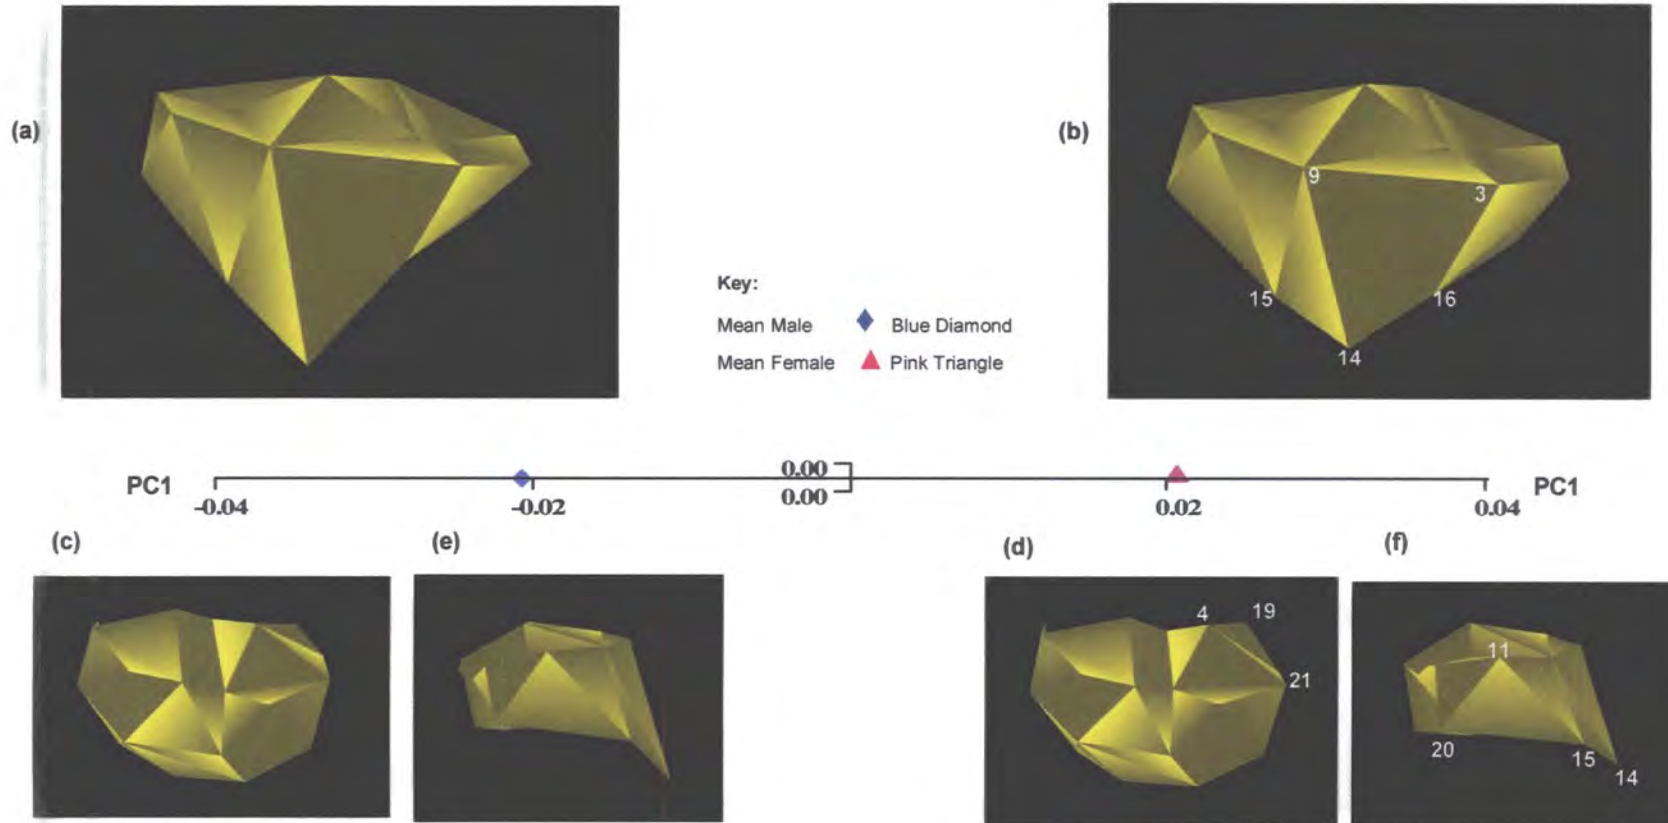 (a)
(b)
9
3
15
16
14
Key:
Mean Male Blue Diamond
Mean Female Pink Triangle
PC1
0.00
0.00
PC1
-0.04
-0.02
0.02
0.04
(c)
(e)
(d)
(f)
4
19
21
11
20
15
14